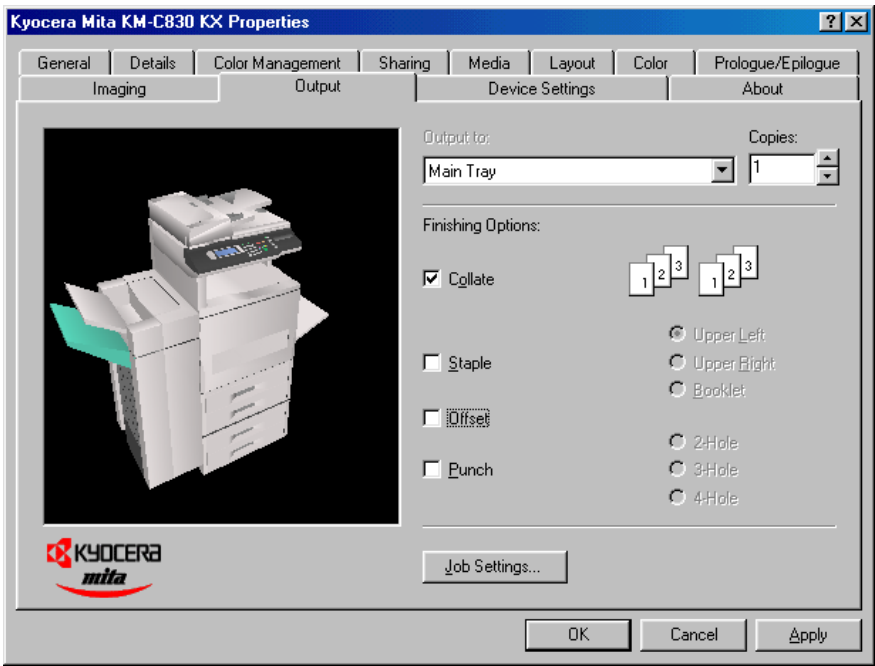 Kyocera Mita KM-C830 KX Properties
General Details Color Management Sharing Media Layout Color Prologue/Epilogue
Imaging Output Device Settings About
Output to: Copies:
Main Tray 1
Finishing Options:
Collate 1 2 3 1 2 3
Upper Left
Staple Upper Right
Booklet
Offset
2-Hole
Punch 3-Hole
4-Hole
KYOCERA
mita
Job Settings...
OK Cancel Apply